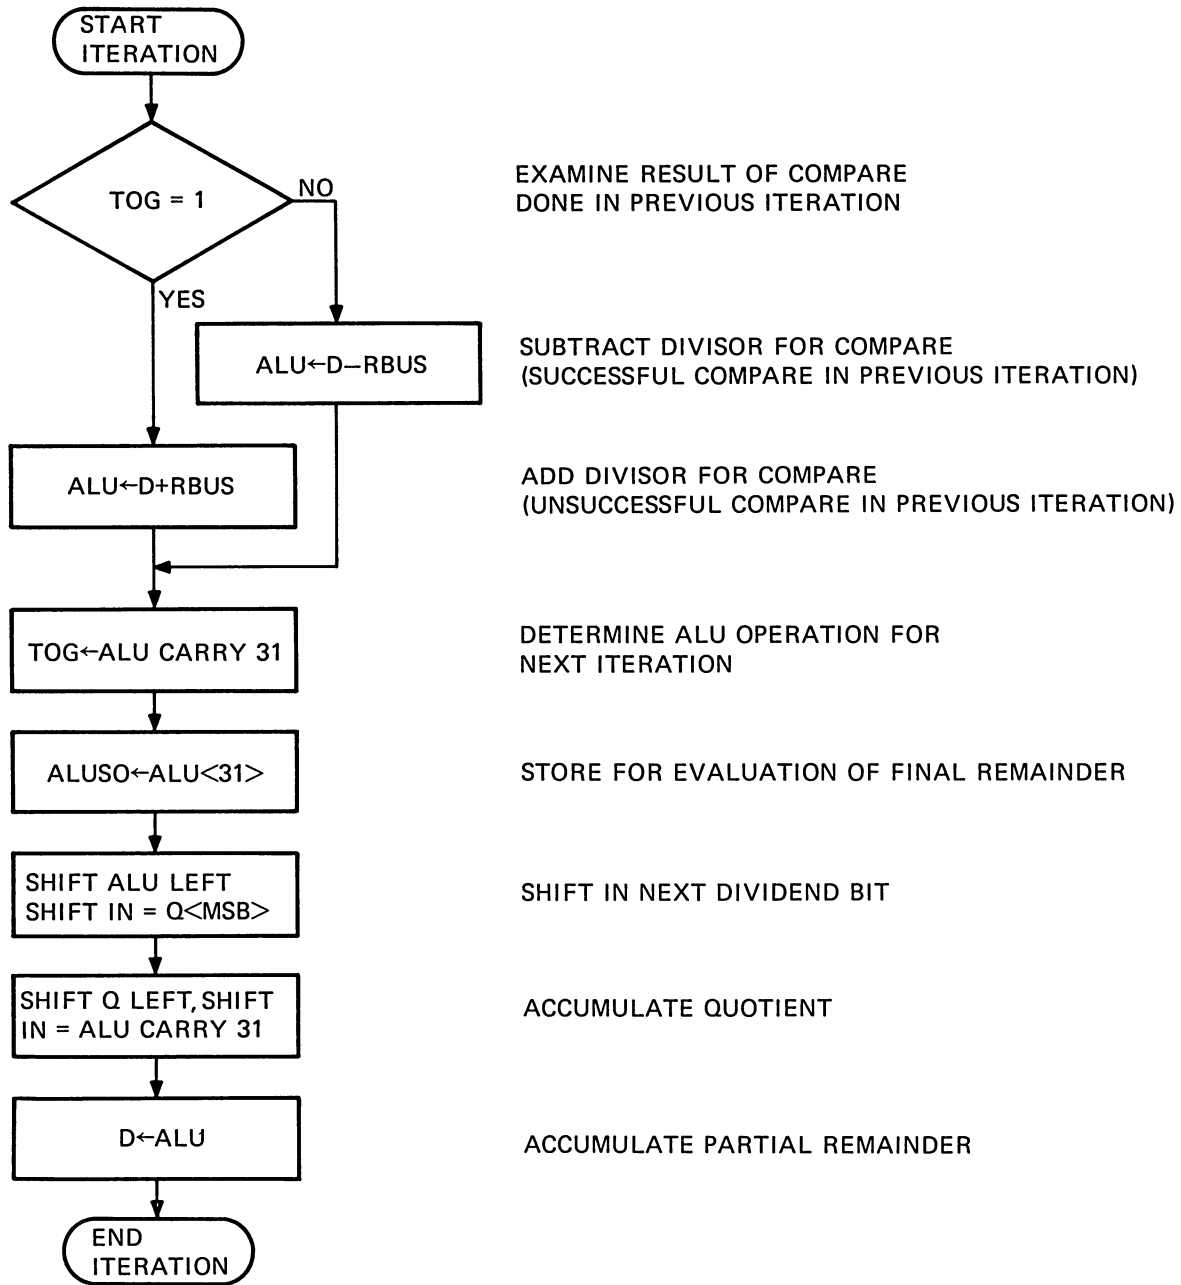 START
ITERATION
TOG = 1
NO
EXAMINE RESULT OF COMPARE
DONE IN PREVIOUS ITERATION
YES
ALU←D−RBUS
SUBTRACT DIVISOR FOR COMPARE
(SUCCESSFUL COMPARE IN PREVIOUS ITERATION)
ALU←D+RBUS
ADD DIVISOR FOR COMPARE
(UNSUCCESSFUL COMPARE IN PREVIOUS ITERATION)
TOG←ALU CARRY 31
DETERMINE ALU OPERATION FOR
NEXT ITERATION
ALUSO←ALU<31>
STORE FOR EVALUATION OF FINAL REMAINDER
SHIFT ALU LEFT
SHIFT IN = Q<MSB>
SHIFT IN NEXT DIVIDEND BIT
SHIFT Q LEFT, SHIFT
IN = ALU CARRY 31
ACCUMULATE QUOTIENT
D←ALU
ACCUMULATE PARTIAL REMAINDER
END
ITERATION